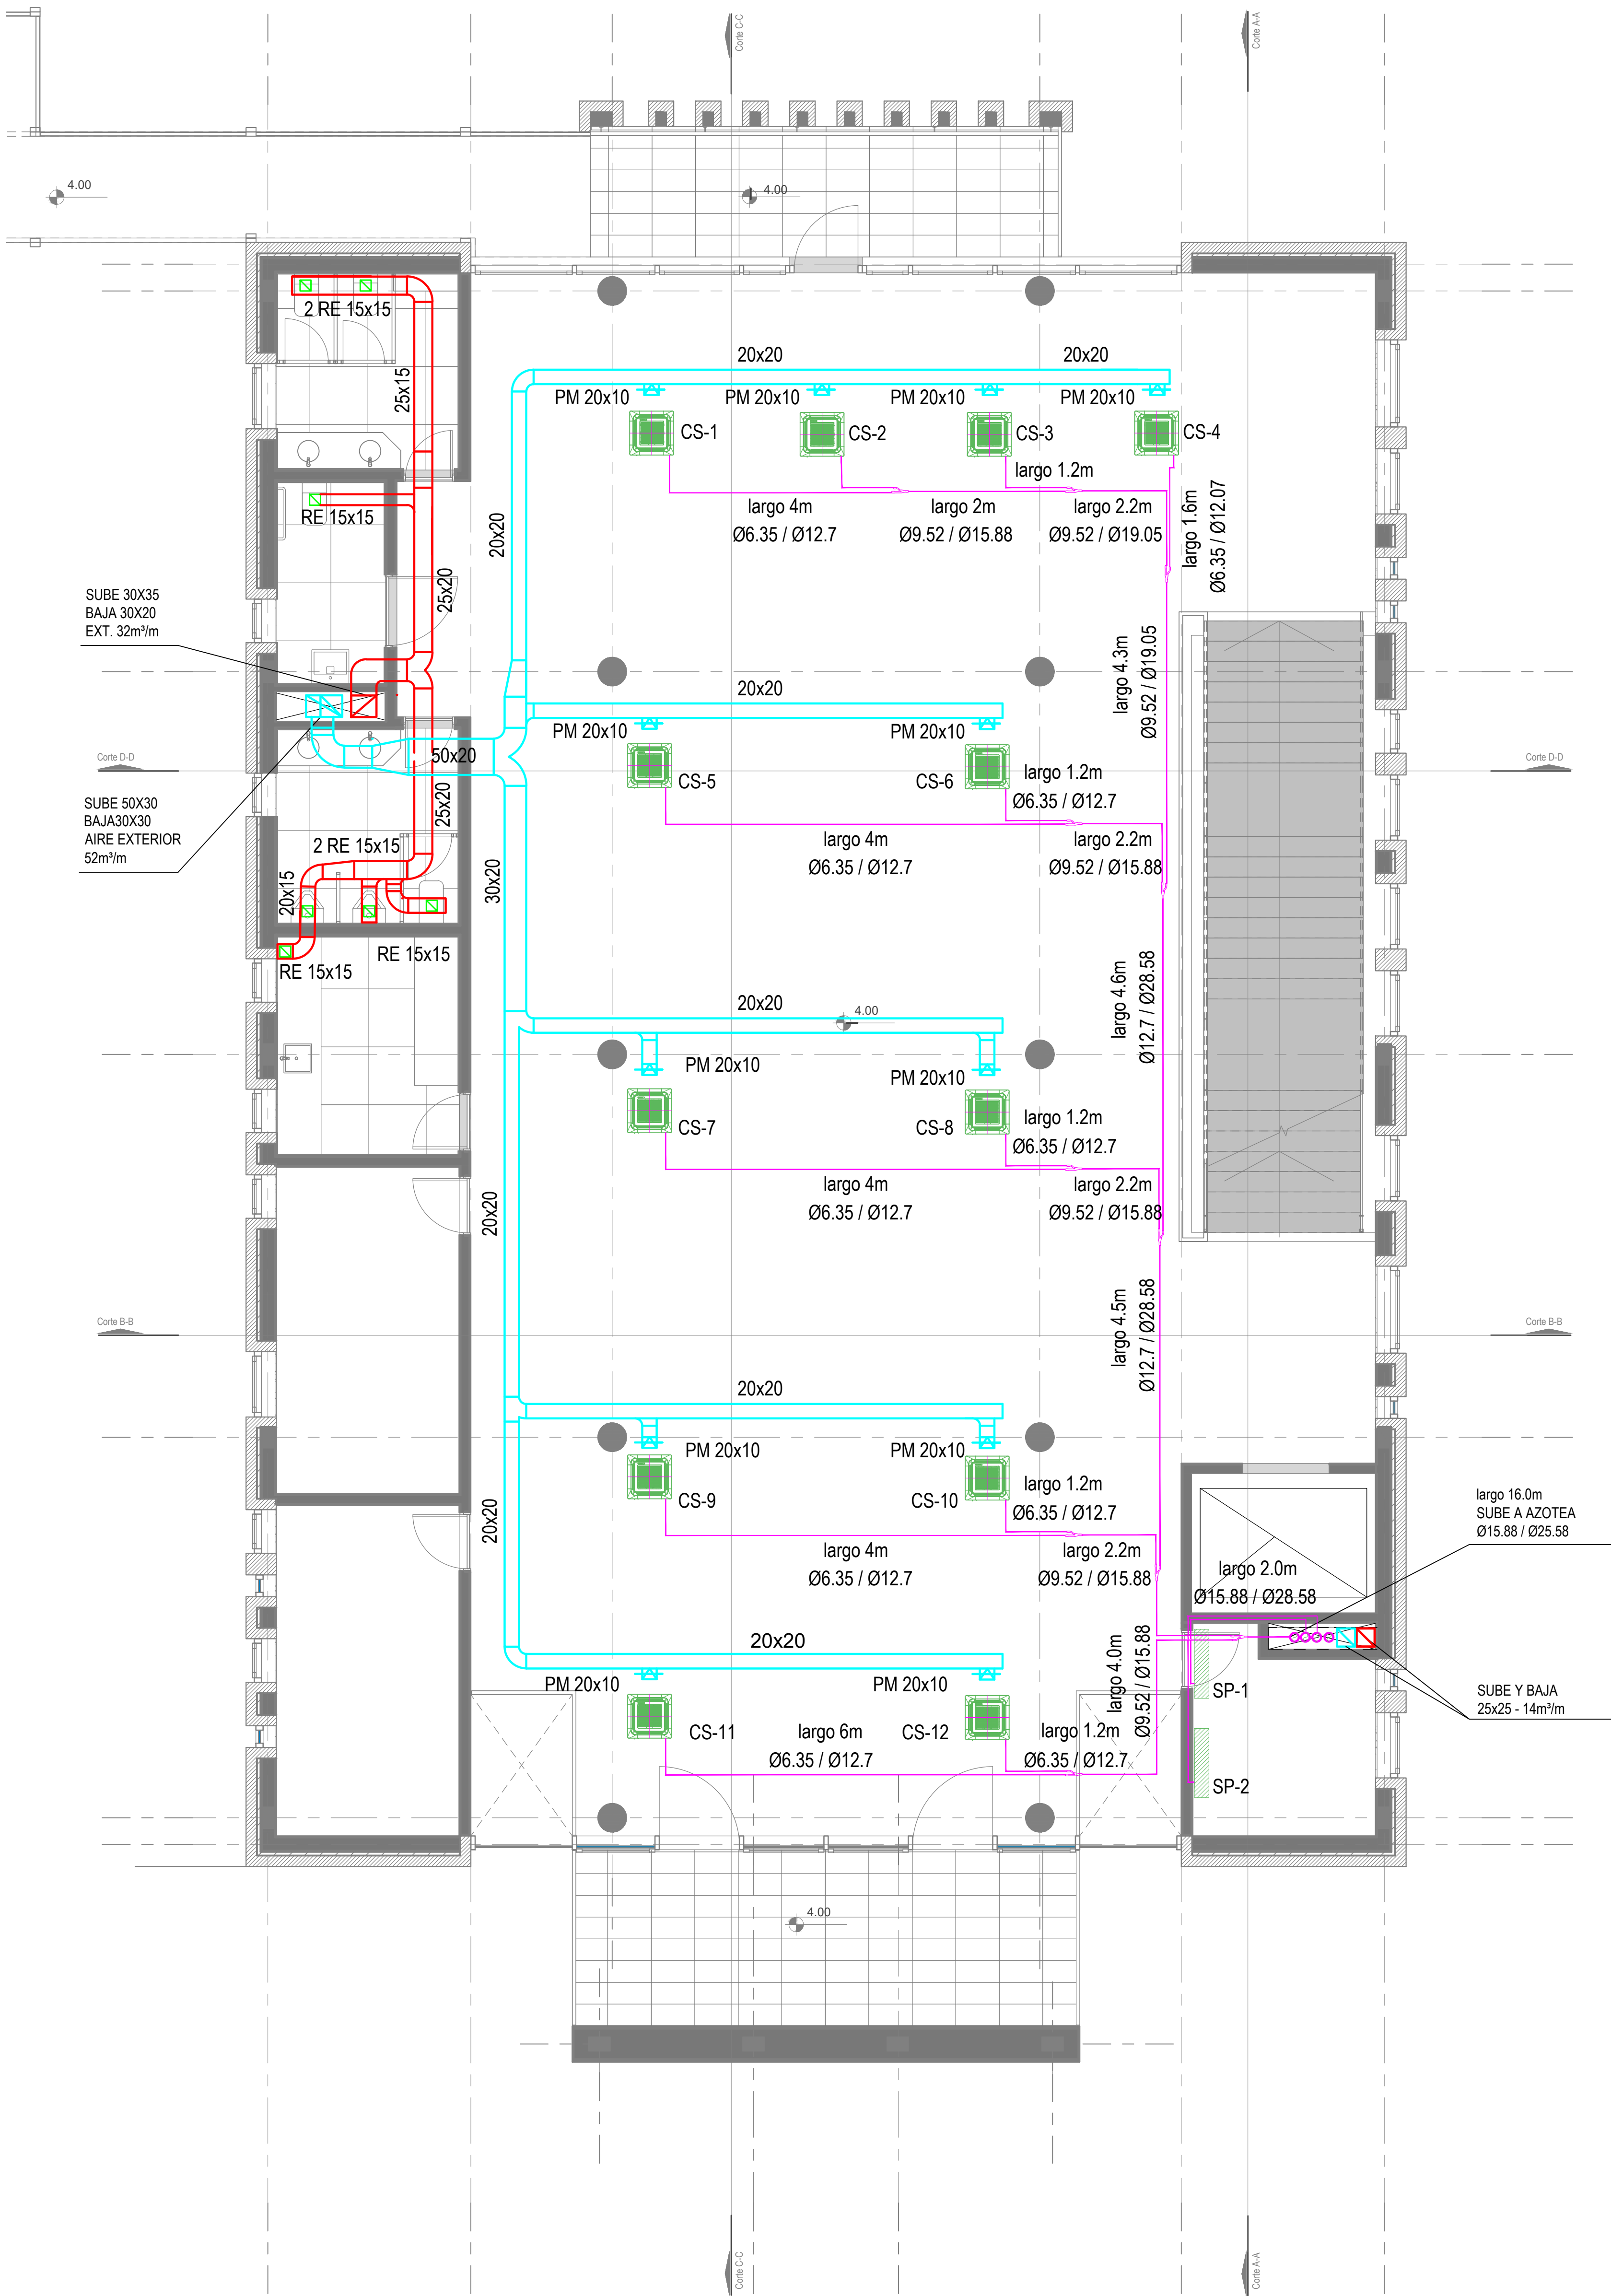 Corte C-C
Corte A-A
4.00
4.00
2 RE 15x15
25x15
20x20
20x20
PM 20x10
PM 20x10
PM 20x10
PM 20x10
CS-1
CS-2
CS-3
CS-4
largo 1.2m
RE 15x15
20x20
largo 4m
Ø6.35 / Ø12.7
largo 2m
Ø9.52 / Ø15.88
largo 2.2m
Ø9.52 / Ø19.05
largo 1.6m
Ø6.35 / Ø12.07
SUBE 30X35
BAJA 30X20
EXT. 32m³/m
25x20
largo 4.3m
Ø9.52 / Ø19.05
20x20
PM 20x10
PM 20x10
Corte D-D
50x20
CS-5
CS-6
largo 1.2m
Ø6.35 / Ø12.7
Corte D-D
SUBE 50X30
BAJA30X30
AIRE EXTERIOR
52m³/m
25x20
2 RE 15x15
20x15
30x20
largo 4m
Ø6.35 / Ø12.7
largo 2.2m
Ø9.52 / Ø15.88
RE 15x15
RE 15x15
largo 4.6m
Ø12.7 / Ø28.58
20x20
4.00
PM 20x10
PM 20x10
CS-7
CS-8
largo 1.2m
Ø6.35 / Ø12.7
20x20
largo 4m
Ø6.35 / Ø12.7
largo 2.2m
Ø9.52 / Ø15.88
Corte B-B
largo 4.5m
Ø12.7 / Ø28.58
Corte B-B
20x20
PM 20x10
PM 20x10
CS-9
CS-10
largo 1.2m
Ø6.35 / Ø12.7
20x20
largo 4m
Ø6.35 / Ø12.7
largo 2.2m
Ø9.52 / Ø15.88
largo 2.0m
Ø15.88 / Ø28.58
largo 16.0m
SUBE A AZOTEA
Ø15.88 / Ø25.58
20x20
PM 20x10
PM 20x10
largo 4.0m
Ø9.52 / Ø15.88
SP-1
SUBE Y BAJA
25x25 - 14m³/m
CS-11
largo 6m
Ø6.35 / Ø12.7
CS-12
largo 1.2m
Ø6.35 / Ø12.7
SP-2
4.00
Corte C-C
Corte A-A